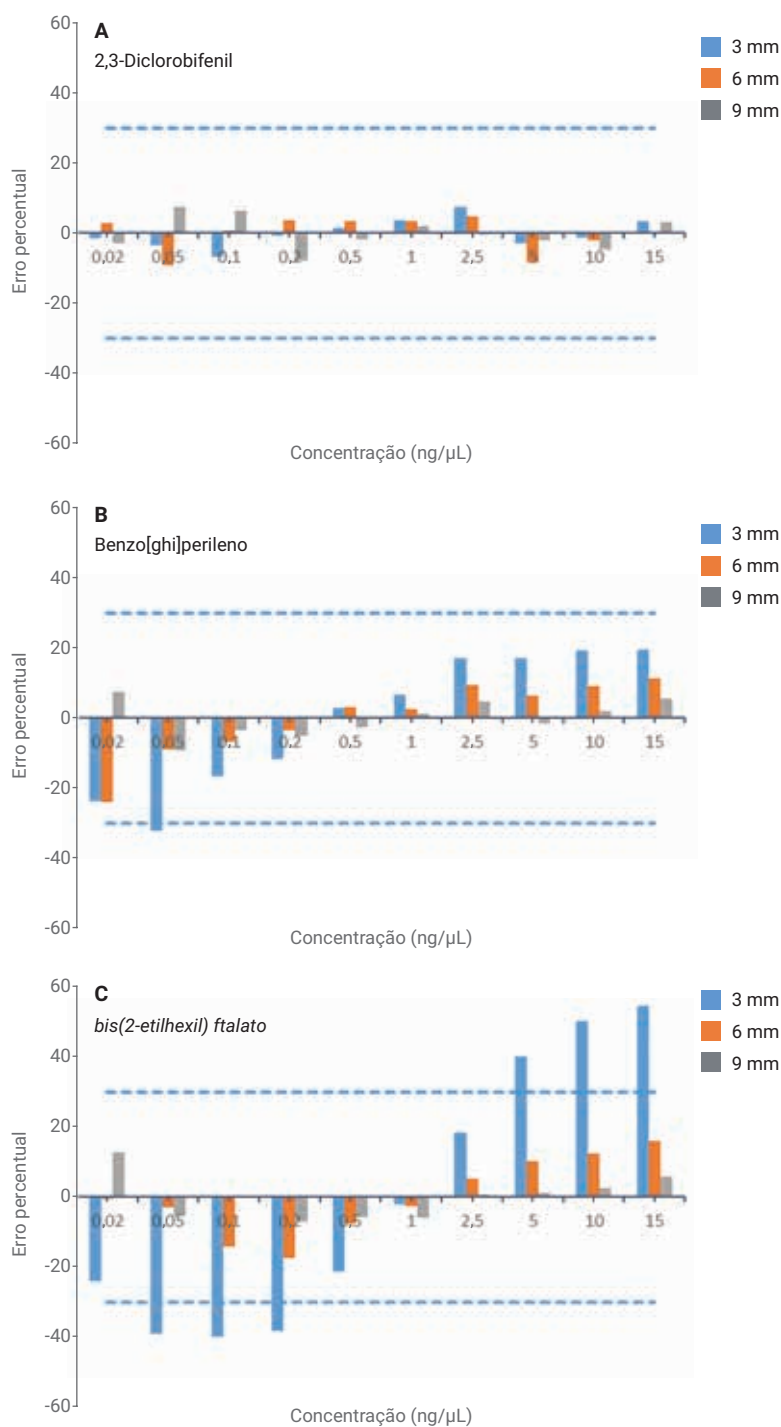 A
2,3-Diclorobifenil
3 mm
6 mm
9 mm
Erro percentual
60
40
20
0
-20
-40
-60
0,02 0,05 0,1 0,2 0,5 1 2,5 5 10 15
Concentração (ng/µL)
B
Benzo[ghi]perileno
3 mm
6 mm
9 mm
Erro percentual
60
40
20
0
-20
-40
-60
0,02 0,05 0,1 0,2 0,5 1 2,5 5 10 15
Concentração (ng/µL)
C
bis(2-etilhexil) ftalato
3 mm
6 mm
9 mm
Erro percentual
60
40
20
0
-20
-40
-60
0,02 0,05 0,1 0,2 0,5 1 2,5 5 10 15
Concentração (ng/µL)